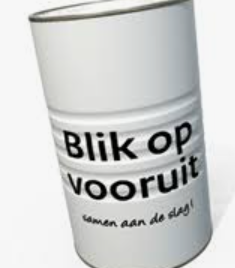 Blik op
vooruit
samen aan de slag!